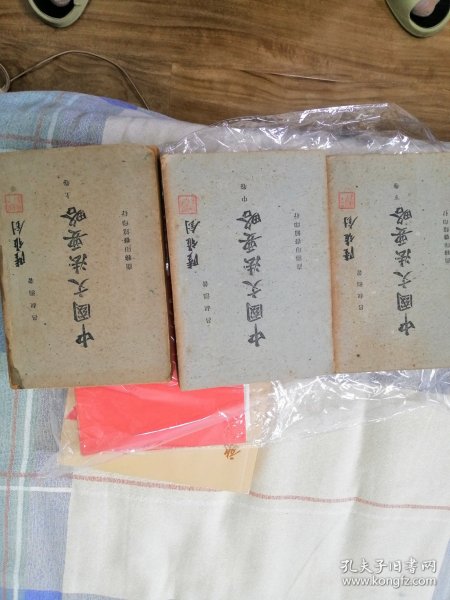 中國文法要略
上卷
呂叔湘著
商務印書館印行
中國文法要略
中卷
呂叔湘著
商務印書館印行
中國文法要略
下卷
呂叔湘著
商務印書館印行
孔夫子旧书网
www.kongfz.com